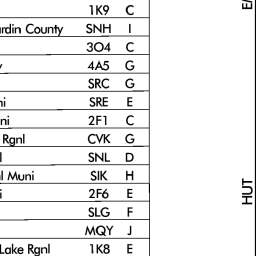 1K9 C
ardin County SNH I
3O4 C
y 4A5 G
SRC G
ni SRE E
ni 2F1 C
Rgnl CVK G
l SNL D
l Muni SIK H
i 2F6 E
SLG F
MQY J
Lake Rgnl 1K8 E
HUT